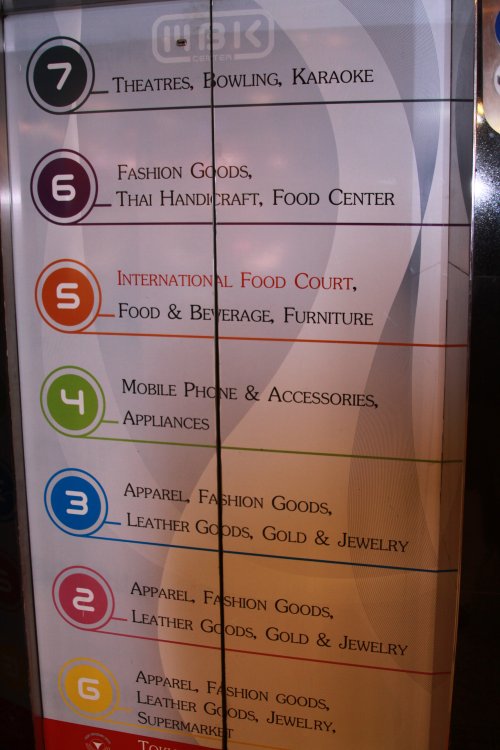 MBK
CENTER
7
THEATRES, BOWLING, KARAOKE
6
FASHION GOODS,
THAI HANDICRAFT, FOOD CENTER
5
INTERNATIONAL FOOD COURT,
FOOD & BEVERAGE, FURNITURE
4
MOBILE PHONE & ACCESSORIES,
APPLIANCES
3
APPAREL, FASHION GOODS,
LEATHER GOODS, GOLD & JEWELRY
2
APPAREL, FASHION GOODS,
LEATHER GOODS, GOLD & JEWELRY
G
APPAREL, FASHION GOODS,
LEATHER GOODS, JEWELRY,
SUPERMARKET